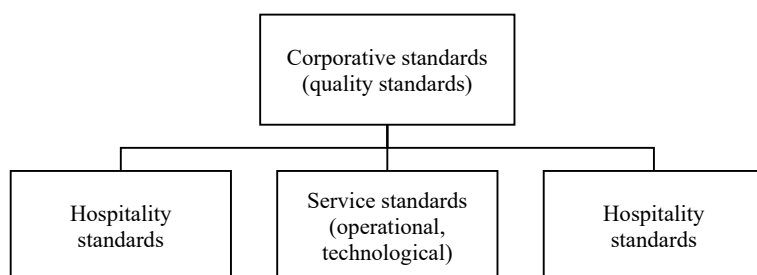 Corporative standards
(quality standards)
Hospitality
standards
Service standards
(operational,
technological)
Hospitality
standards